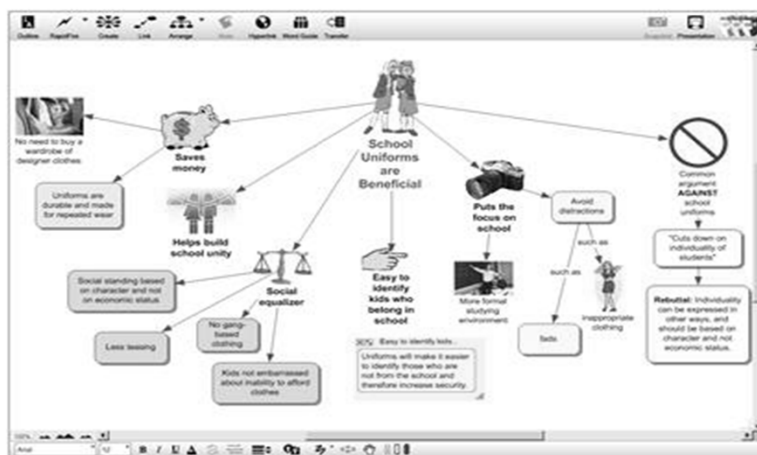 Outline RapidFire Create Link Arrange Note Hyperlink Word Guide Transfer
Snapshot Presentation
School
Uniforms
are
Beneficial
Saves
money
No need to buy a
wardrobe of
designer clothes
Uniforms are
durable and made
for repeated wear
Helps build
school unity
Social
equalizer
Social standing based
on character and not
on economic status
Less teasing
No gang-
based
clothing
Kids not embarrassed
about inability to afford
clothes
Easy to
identify
kids who
belong in
school
Easy to identify kids...
Uniforms will make it easier
to identify those who are
not from the school and
therefore increase security.
Puts the
focus on
school
More formal
studying
environment
Avoid
distractions
such as
such as
fads
inappropriate
clothing
Common
argument
AGAINST
school
uniforms
"Cuts down on
individuality of
students"
Rebuttal: Individuality
can be expressed in
other ways, and
should be based on
character and not
economic status.
100%
Arial 12 B I U A